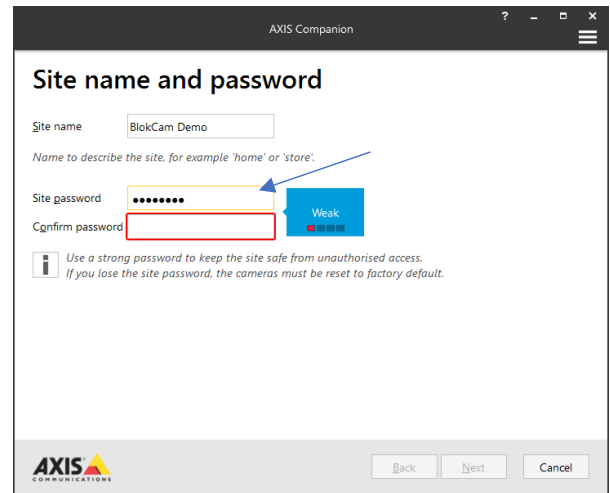 AXIS Companion
?
Site name and password
Site name
BlokCam Demo
Name to describe the site, for example 'home' or 'store'.
Site password
••••••••
Weak
Confirm password
i
Use a strong password to keep the site safe from unauthorised access.
If you lose the site password, the cameras must be reset to factory default.
AXIS
COMMUNICATIONS
Back
Next
Cancel